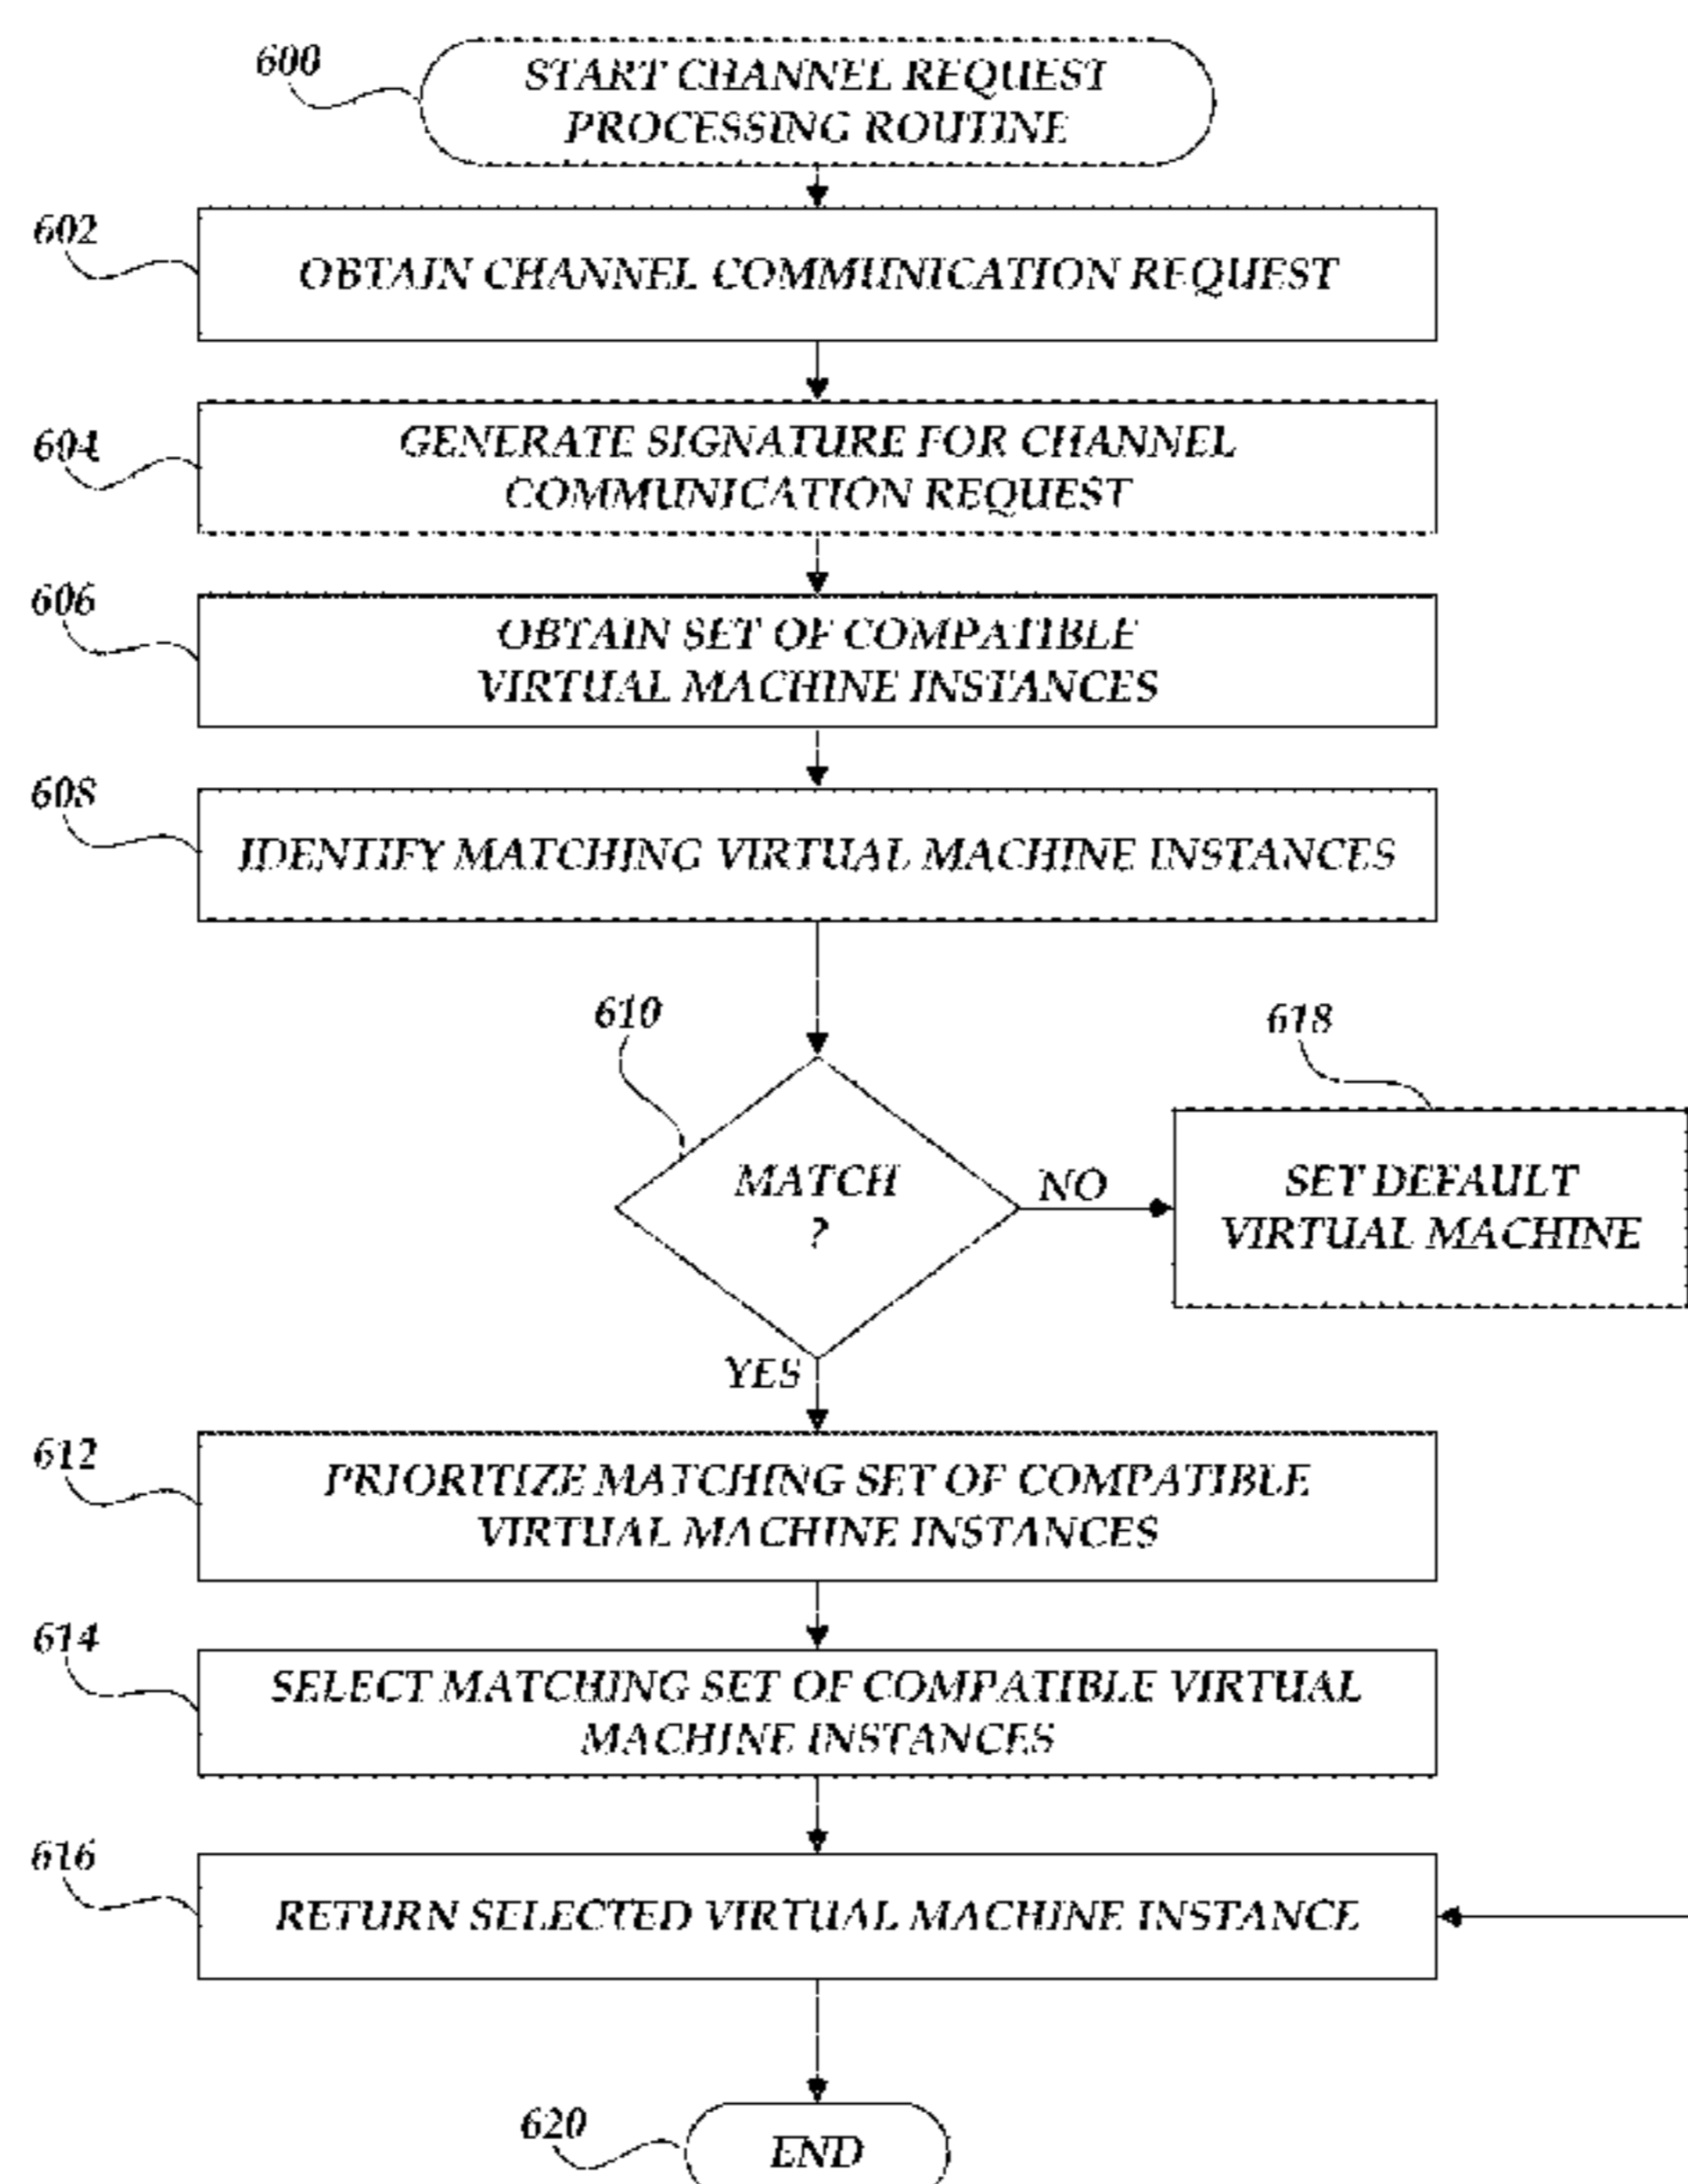 600
START CHANNEL REQUEST
PROCESSING ROUTINE
602
OBTAIN CHANNEL COMMUNICATION REQUEST
604
GENERATE SIGNATURE FOR CHANNEL
COMMUNICATION REQUEST
606
OBTAIN SET OF COMPATIBLE
VIRTUAL MACHINE INSTANCES
608
IDENTIFY MATCHING VIRTUAL MACHINE INSTANCES
610
MATCH
?
NO
618
SET DEFAULT
VIRTUAL MACHINE
YES
612
PRIORITIZE MATCHING SET OF COMPATIBLE
VIRTUAL MACHINE INSTANCES
614
SELECT MATCHING SET OF COMPATIBLE VIRTUAL
MACHINE INSTANCES
616
RETURN SELECTED VIRTUAL MACHINE INSTANCE
620
END